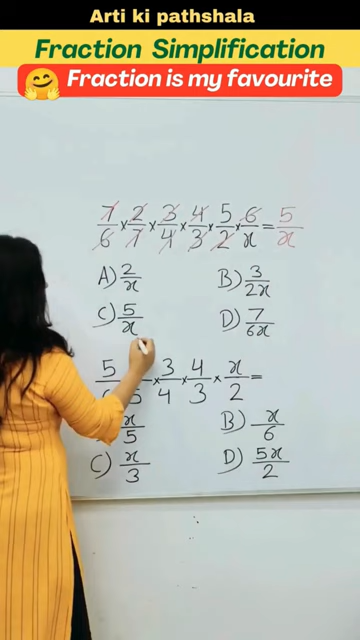 Arti ki pathshala
Fraction Simplification
🤗 Fraction is my favourite
7/6 × 2/7 × 3/4 × 4/3 × 5/2 × 6/x = 5/x
A) 2/x B) 3/2x
C) 5/x D) 7/6x
5/ × 3/4 × 4/3 × x/2 =
x/5 B) x/6
C) x/3 D) 5x/2